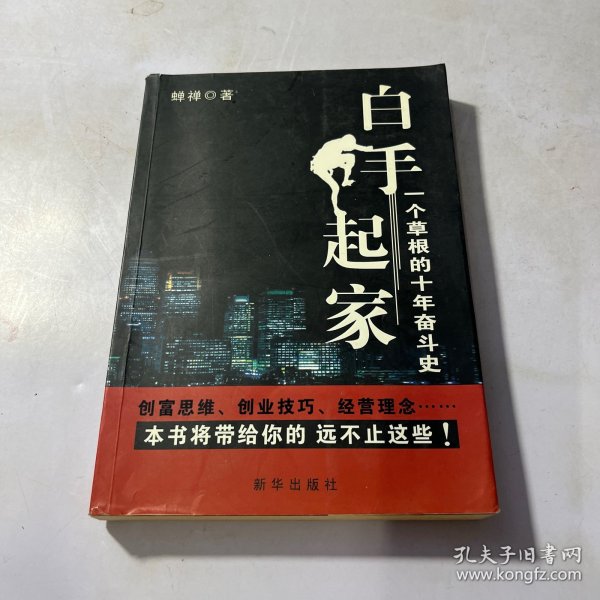 蝉禅◎著
白手起家
一个草根的十年奋斗史
创富思维、创业技巧、经营理念……
本书将带给你的 远不止这些！
新华出版社
孔夫子旧书网
www.kongfz.com